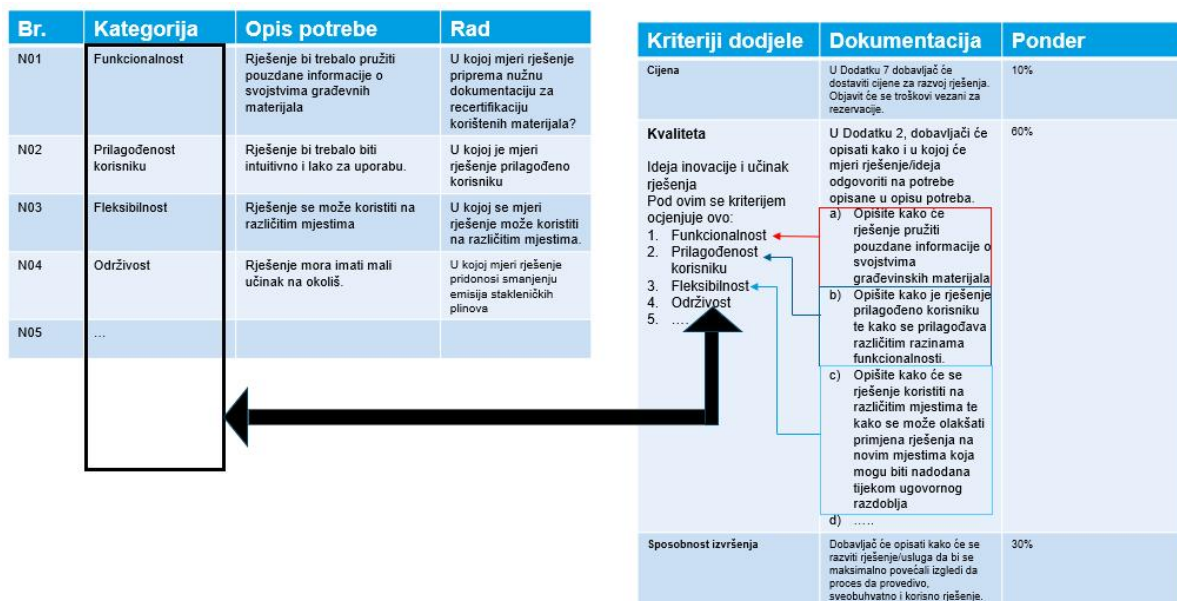 Br. Kategorija Opis potrebe Rad
N01 Funkcionalnost Rješenje bi trebalo pružiti pouzdane informacije o svojstvima građevnih materijala U kojoj mjeri rješenje priprema nužnu dokumentaciju za recertifikaciju korištenih materijala?
N02 Prilagođenost korisniku Rješenje bi trebalo biti intuitivno i lako za uporabu. U kojoj je mjeri rješenje prilagođeno korisniku
N03 Fleksibilnost Rješenje se može koristiti na različitim mjestima U kojoj se mjeri rješenje može koristiti na različitim mjestima.
N04 Održivost Rješenje mora imati mali učinak na okoliš. U kojoj mjeri rješenje pridonosi smanjenju emisija stakleničkih plinova
N05 ...
Kriteriji dodjele Dokumentacija Ponder
Cijena
U Dodatku 7 dobavljač će
dostaviti cijene za razvoj rješenja.
Objavit će se troškovi vezani za
rezervacije.
10%
Kvaliteta
Ideja inovacije i učinak
rješenja
Pod ovim se kriterijem
ocjenjuje ovo:
1. Funkcionalnost
2. Prilagođenost
korisniku
3. Fleksibilnost
4. Održivost
5. ....
U Dodatku 2, dobavljači će
opisati kako i u kojoj će
mjeri rješenje/ideja
odgovoriti na potrebe
opisane u opisu potreba.
a) Opišite kako će
rješenje pružiti
pouzdane informacije o
svojstvima
građevinskih materijala
b) Opišite kako je rješenje
prilagođeno korisniku
te kako se prilagođava
različitim razinama
funkcionalnosti.
c) Opišite kako će se
rješenje koristiti na
različitim mjestima te
kako se može olakšati
primjena rješenja na
novim mjestima koja
mogu biti nadodana
tijekom ugovornog
razdoblja
d) .....
60%
Sposobnost izvršenja
Dobavljač će opisati kako će se
razviti rješenje/usluga da bi se
maksimalno povećali izgledi da
proces da provedivo,
sveobuhvatno i korisno rješenje.
30%